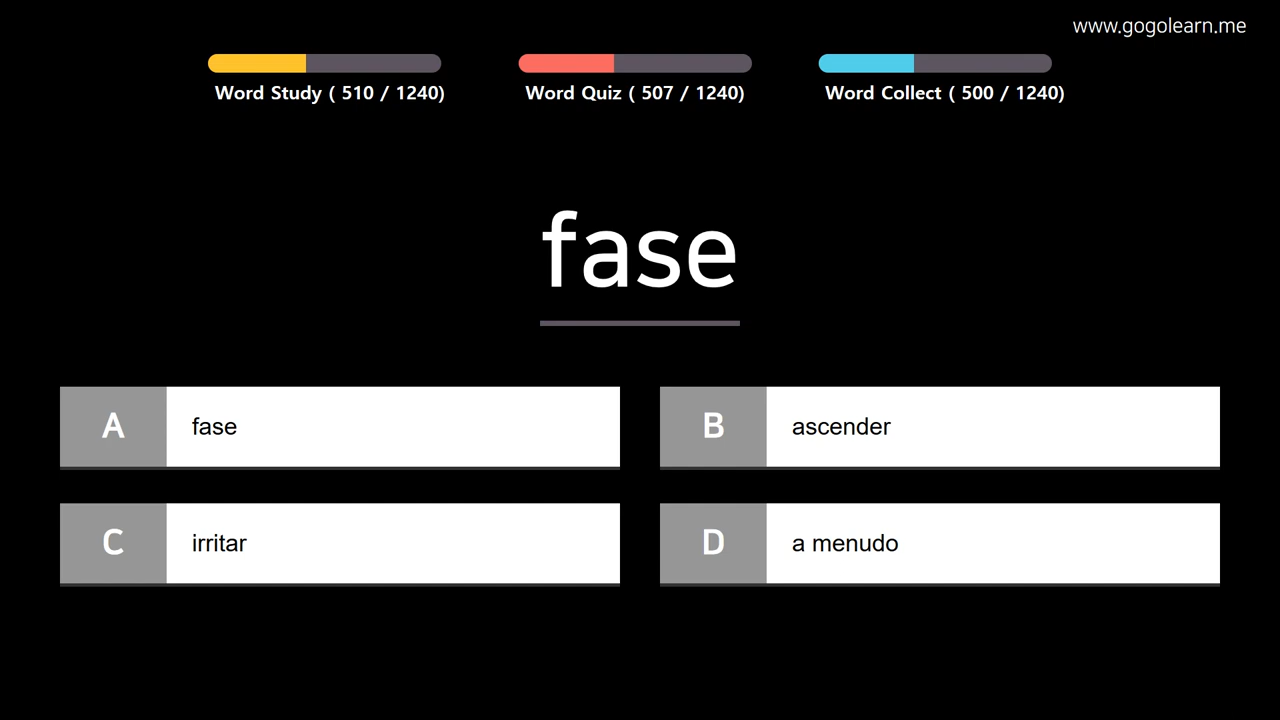 www.gogolearn.me
Word Study ( 510 / 1240)
Word Quiz ( 507 / 1240)
Word Collect ( 500 / 1240)
fase
A fase
B ascender
C irritar
D a menudo